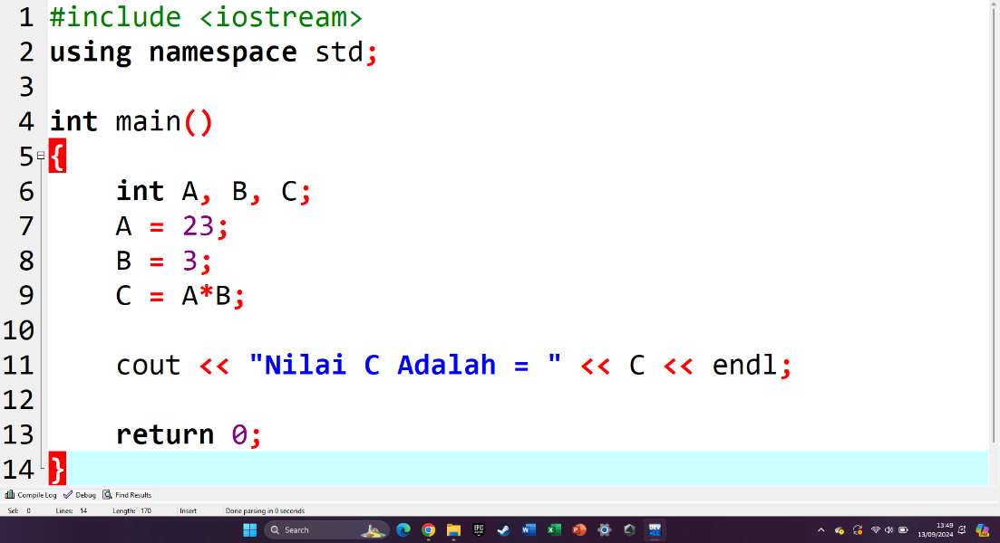 1 #include <iostream>
2 using namespace std;
3
4 int main()
5 {
6 int A, B, C;
7 A = 23;
8 B = 3;
9 C = A*B;
10
11 cout << "Nilai C Adalah = " << C << endl;
12
13 return 0;
14 }
Compile Log Debug Find Results
Sel: 0 Lines: 14 Length: 170 Insert Done parsing in 0 seconds
Search
EPIC
DEV
13:49
13/09/2024